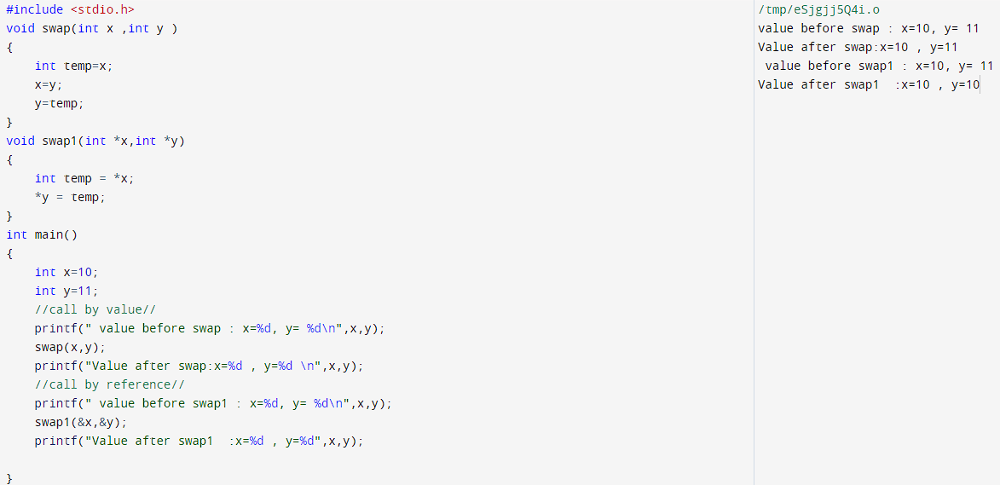 #include <stdio.h>
void swap(int x ,int y )
{
    int temp=x;
    x=y;
    y=temp;
}
void swap1(int *x,int *y)
{
    int temp = *x;
    *y = temp;
}
int main()
{
    int x=10;
    int y=11;
    //call by value//
    printf(" value before swap : x=%d, y= %d\n",x,y);
    swap(x,y);
    printf("Value after swap:x=%d , y=%d \n",x,y);
    //call by reference//
    printf(" value before swap1 : x=%d, y= %d\n",x,y);
    swap1(&x,&y);
    printf("Value after swap1  :x=%d , y=%d",x,y);
}
/tmp/eSjgjj5Q4i.o
value before swap : x=10, y= 11
Value after swap:x=10 , y=11
 value before swap1 : x=10, y= 11
Value after swap1  :x=10 , y=10